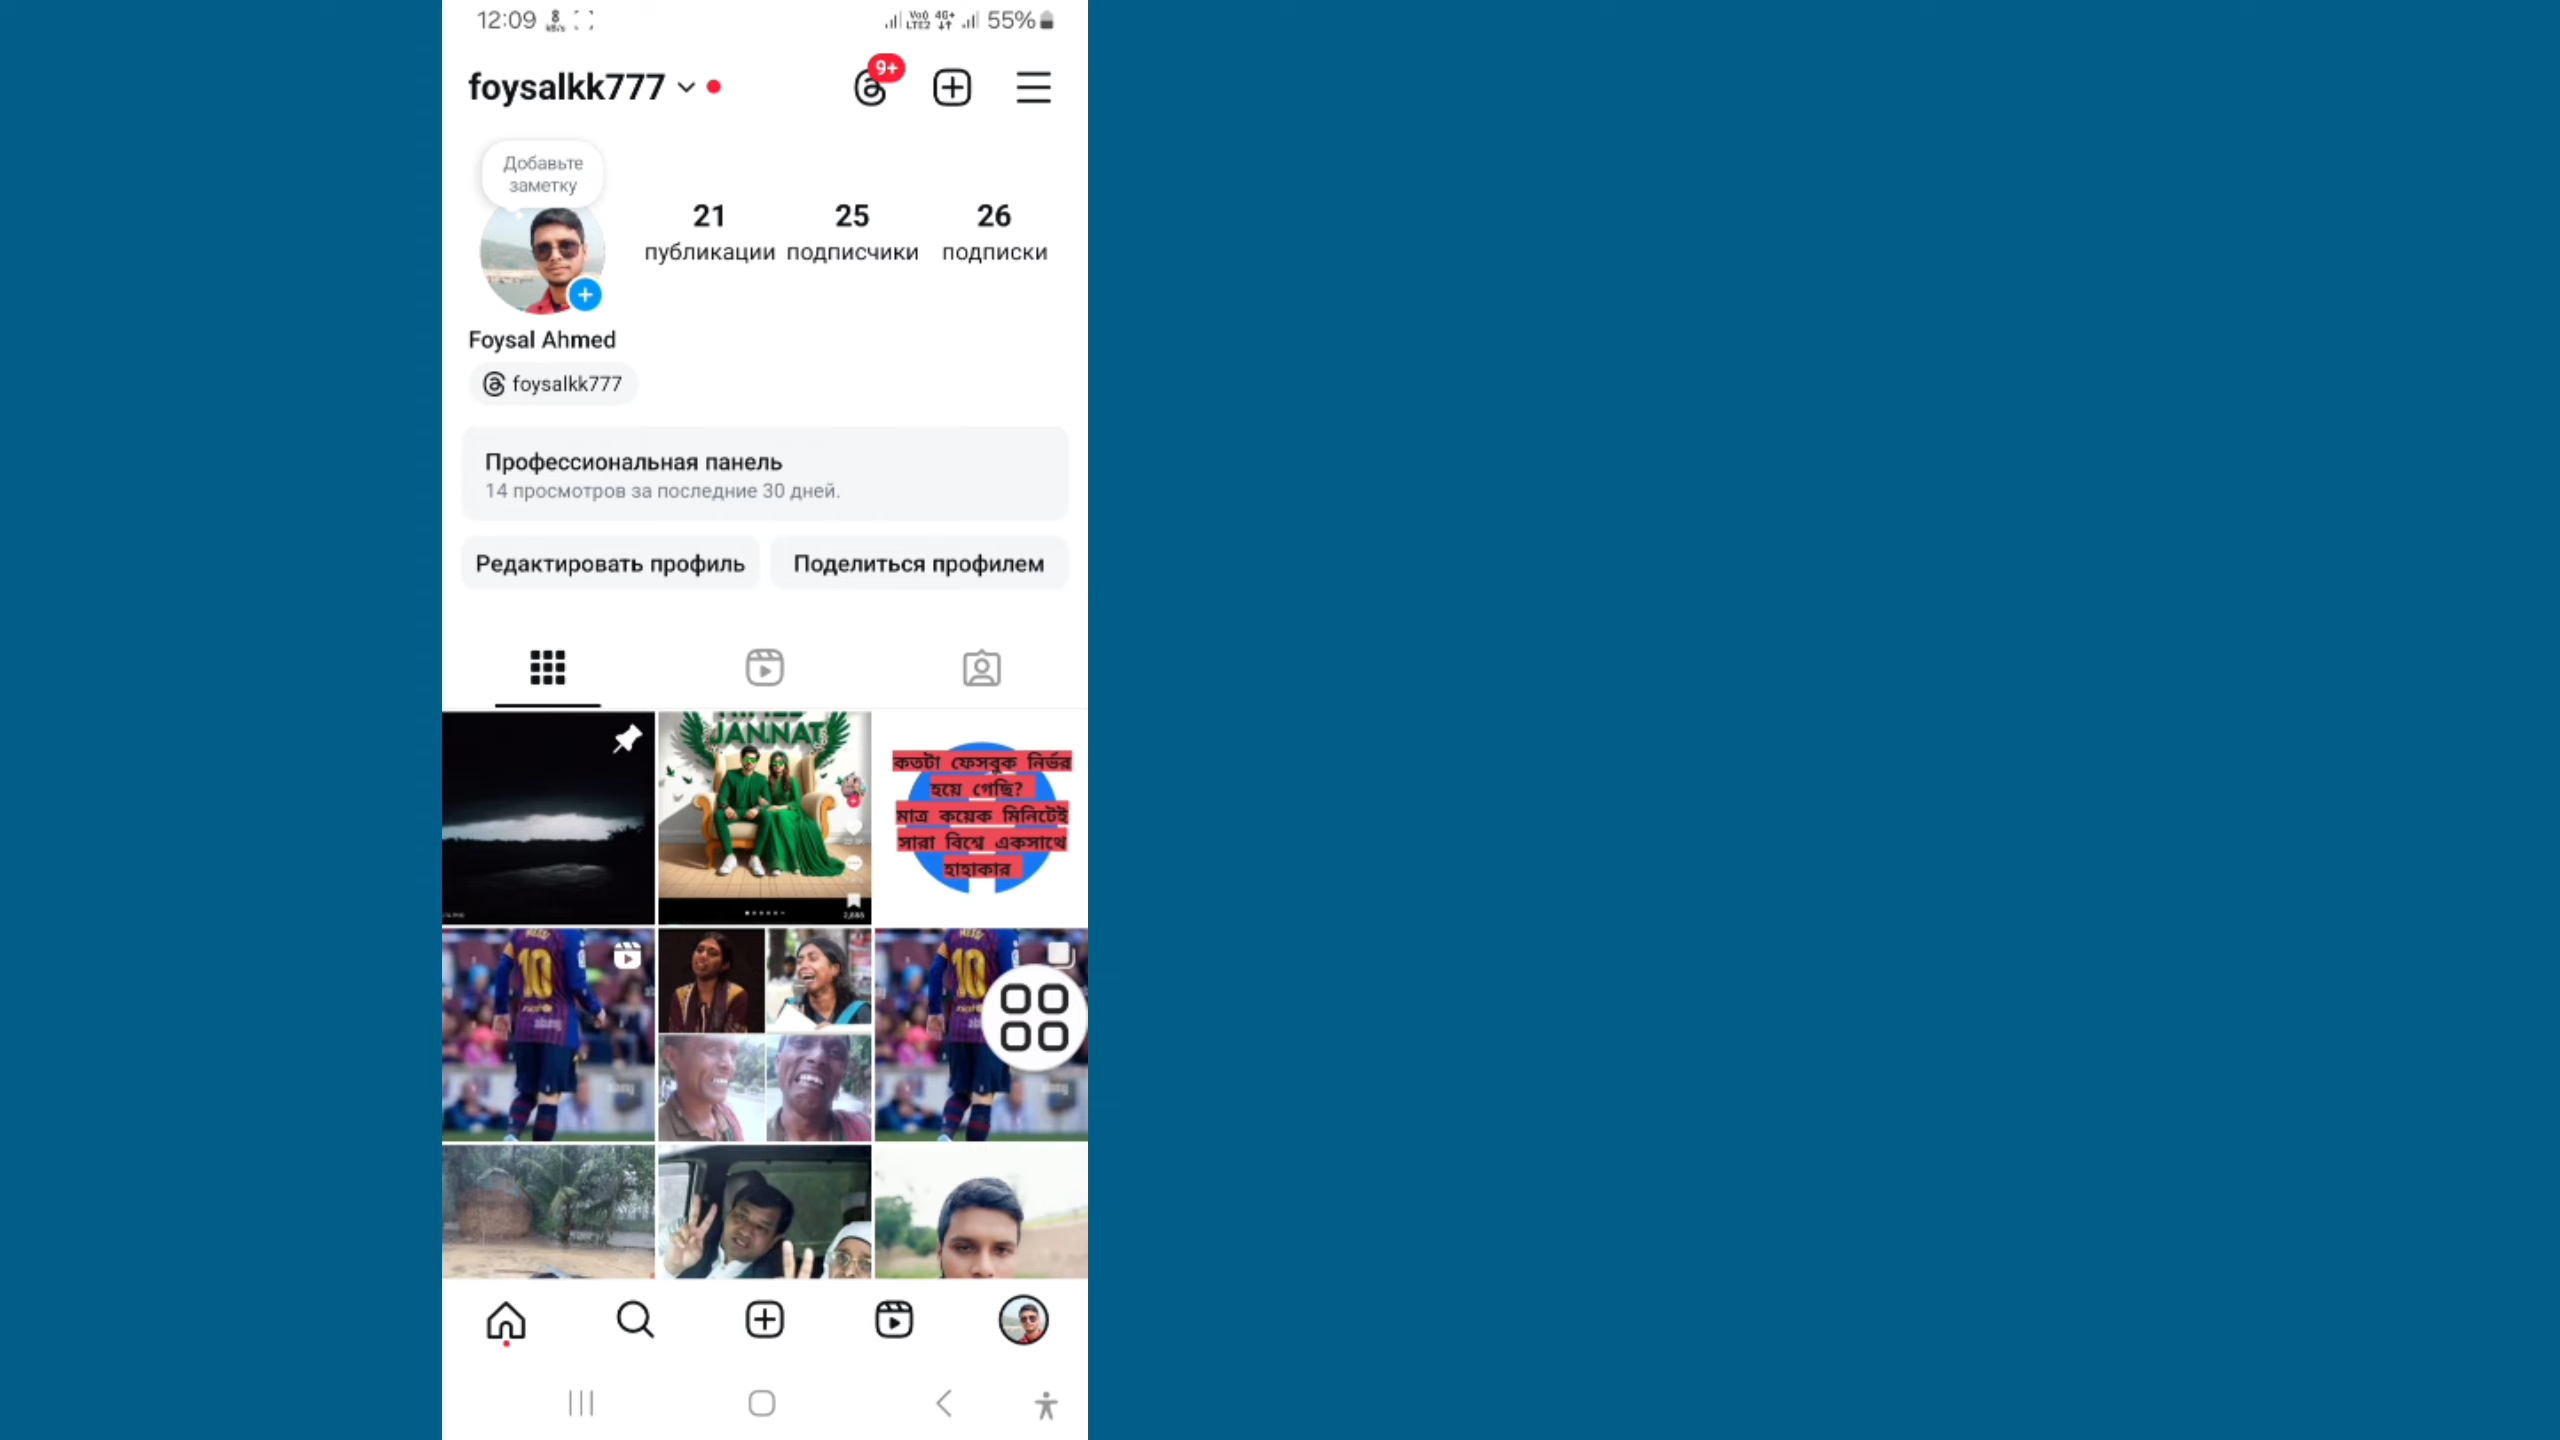 12:09
55%
foysalkk777
9+
Добавьте
заметку
21
публикации
25
подписчики
26
подписки
Foysal Ahmed
foysalkk777
Профессиональная панель
14 просмотров за последние 30 дней.
Редактировать профиль
Поделиться профилем
JANNAT
কতটা ফেসবুক নির্ভর
হয়ে গেছি?
মাত্র কয়েক মিনিটেই
সারা বিশ্বে একসাথে
হাহাকার
10
10